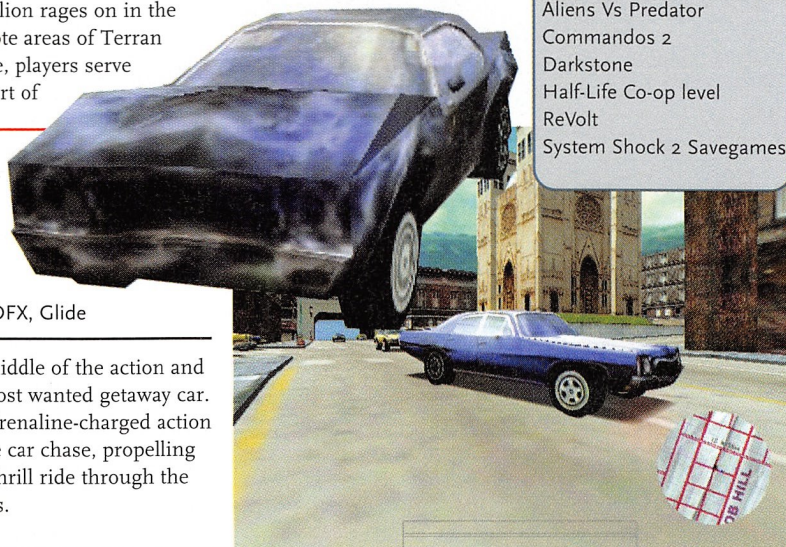 lion rages on in the
ote areas of Terran
e, players serve
rt of
DFX, Glide
iddle of the action and
ost wanted getaway car.
renaline-charged action
e car chase, propelling
hrill ride through the
s.
Aliens Vs Predator
Commandos 2
Darkstone
Half-Life Co-op level
ReVolt
System Shock 2 Savegames
OB HILL